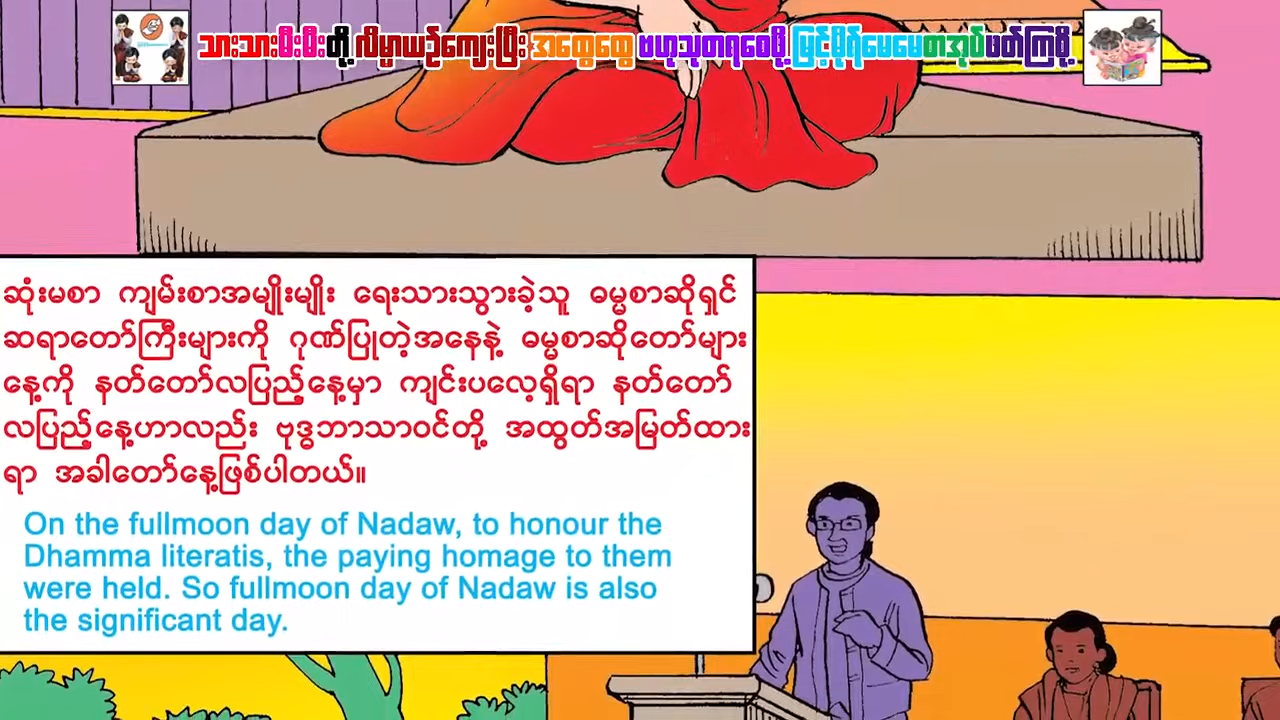 သားသားမီးမီးတို့ လိမ္မာယဉ်ကျေးပြီး အထွေထွေ ဗဟုသုတရစေဖို့ မြင့်မိုရ်မေမေစာအုပ်ဖတ်ကြစို့
ဆုံးမစာ ကျမ်းစာအမျိုးမျိုး ရေးသားသွားခဲ့သူ ဓမ္မစာဆိုရှင်
ဆရာတော်ကြီးများကို ဂုဏ်ပြုတဲ့အနေနဲ့ ဓမ္မစာဆိုတော်များ
နေ့ကို နတ်တော်လပြည့်နေ့မှာ ကျင်းပလေ့ရှိရာ နတ်တော်
လပြည့်နေ့ဟာလည်း ဗုဒ္ဓဘာသာဝင်တို့ အထွတ်အမြတ်ထား
ရာ အခါတော်နေ့ဖြစ်ပါတယ်။
On the fullmoon day of Nadaw, to honour the
Dhamma literatis, the paying homage to them
were held. So fullmoon day of Nadaw is also
the significant day.